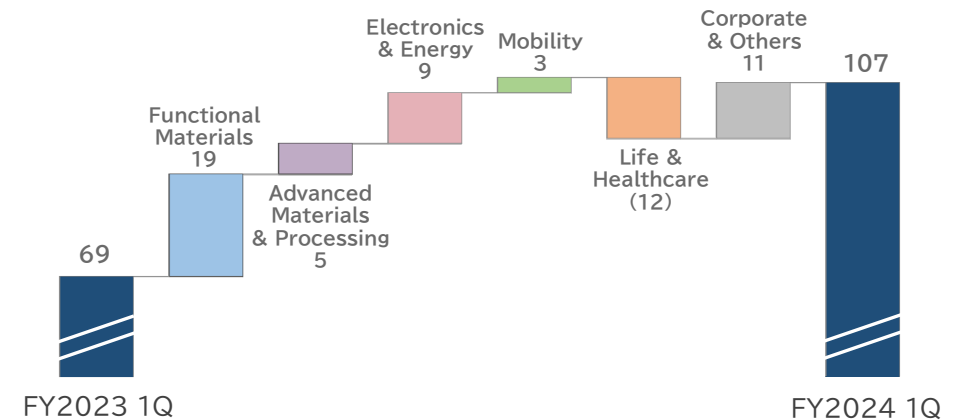 Electronics
& Energy
9
Mobility
3
Corporate
& Others
11
107
Functional
Materials
19
Advanced
Materials
& Processing
5
Life &
Healthcare
(12)
69
FY2023 1Q
FY2024 1Q